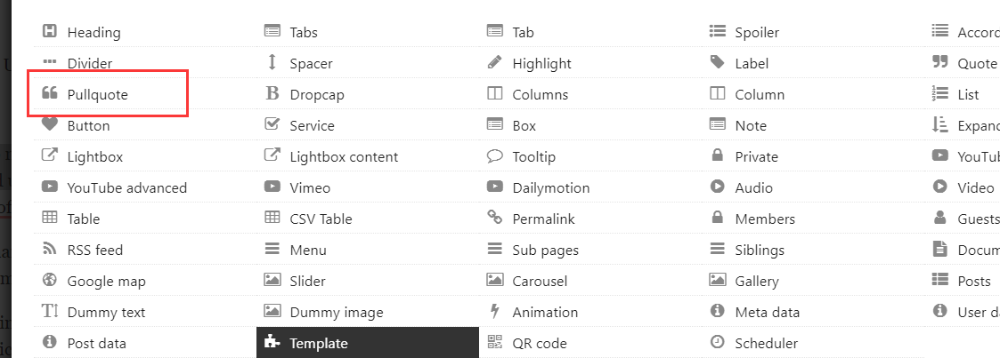 Heading Tabs Tab Spoiler Accor
Divider Spacer Highlight Label Quote
Pullquote Dropcap Columns Column List
Button Service Box Note Expanc
Lightbox Lightbox content Tooltip Private YouTu
YouTube advanced Vimeo Dailymotion Audio Video
Table CSV Table Permalink Members Guests
RSS feed Menu Sub pages Siblings Docum
Google map Slider Carousel Gallery Posts
Dummy text Dummy image Animation Meta data User d
Post data Template QR code Scheduler